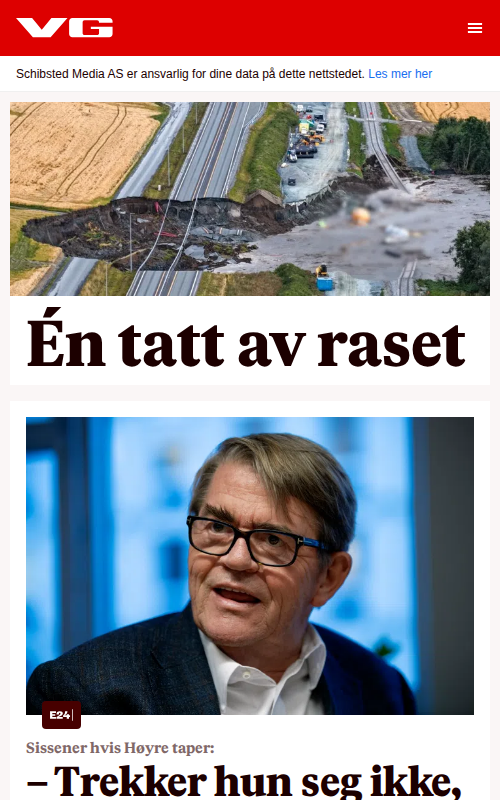 VG
Schibsted Media AS er ansvarlig for dine data på dette nettstedet. Les mer her
Én tatt av raset
E24
Sissener hvis Høyre taper:
– Trekker hun seg ikke,